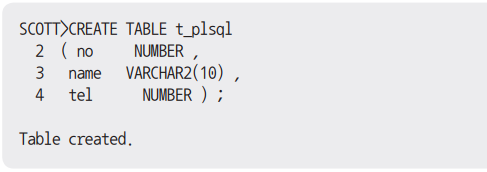 SCOTT>CREATE TABLE t_plsql
2 ( no NUMBER ,
3 name VARCHAR2(10) ,
4 tel NUMBER ) ;
Table created.